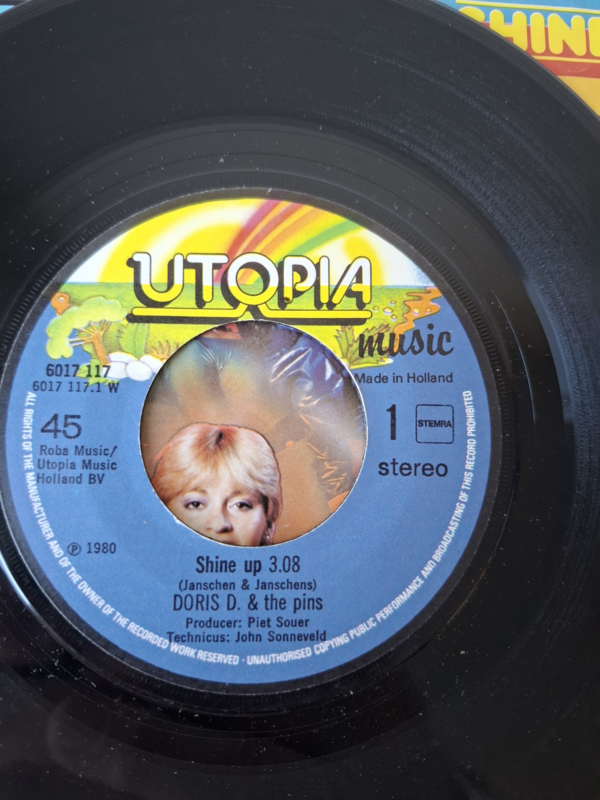 SHIN
UTOPIA
music
6017 117
6017 117.1 W
Made in Holland
45
1
STEMRA
stereo
Roba Music/
Utopia Music
Holland BV
℗ 1980
Shine up 3.08
(Janschen & Janschens)
DORIS D. & the pins
Producer: Piet Souer
Technicus: John Sonneveld
ALL RIGHTS OF THE MANUFACTURER AND OF THE OWNER OF THE RECORDED WORK RESERVED · UNAUTHORISED COPYING PUBLIC PERFORMANCE AND BROADCASTING OF THIS RECORD PROHIBITED